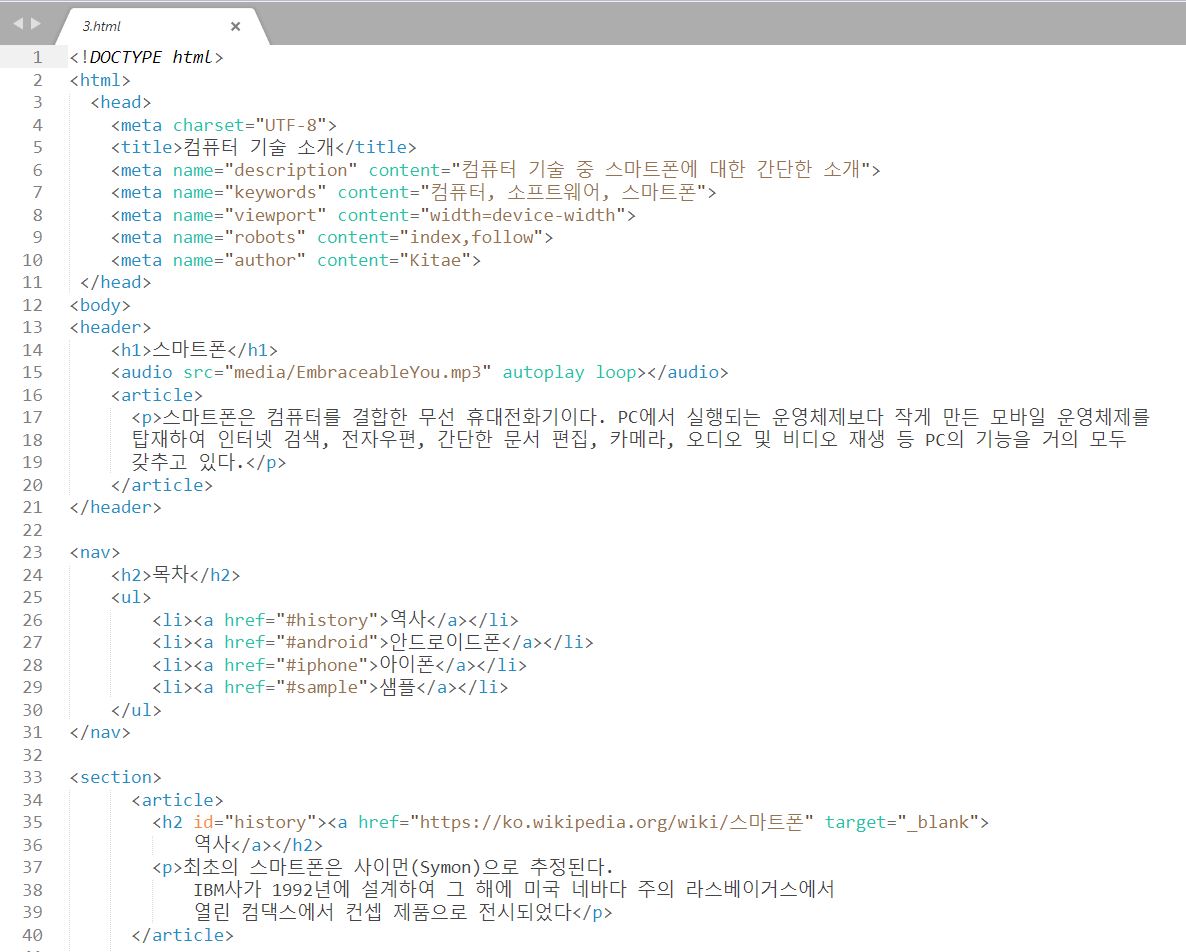 3.html ×
1 <!DOCTYPE html>
2 <html>
3   <head>
4     <meta charset="UTF-8">
5     <title>컴퓨터 기술 소개</title>
6     <meta name="description" content="컴퓨터 기술 중 스마트폰에 대한 간단한 소개">
7     <meta name="keywords" content="컴퓨터, 소프트웨어, 스마트폰">
8     <meta name="viewport" content="width=device-width">
9     <meta name="robots" content="index,follow">
10     <meta name="author" content="Kitae">
11  </head>
12 <body>
13 <header>
14     <h1>스마트폰</h1>
15     <audio src="media/EmbraceableYou.mp3" autoplay loop></audio>
16     <article>
17       <p>스마트폰은 컴퓨터를 결합한 무선 휴대전화기이다. PC에서 실행되는 운영체제보다 작게 만든 모바일 운영체제를
18       탑재하여 인터넷 검색, 전자우편, 간단한 문서 편집, 카메라, 오디오 및 비디오 재생 등 PC의 기능을 거의 모두
19       갖추고 있다.</p>
20     </article>
21 </header>
22
23 <nav>
24     <h2>목차</h2>
25     <ul>
26         <li><a href="#history">역사</a></li>
27         <li><a href="#android">안드로이드폰</a></li>
28         <li><a href="#iphone">아이폰</a></li>
29         <li><a href="#sample">샘플</a></li>
30     </ul>
31 </nav>
32
33 <section>
34       <article>
35         <h2 id="history"><a href="https://ko.wikipedia.org/wiki/스마트폰" target="_blank">
36             역사</a></h2>
37         <p>최초의 스마트폰은 사이먼(Symon)으로 추정된다.
38             IBM사가 1992년에 설계하여 그 해에 미국 네바다 주의 라스베이거스에서
39             열린 컴댁스에서 컨셉 제품으로 전시되었다</p>
40       </article>